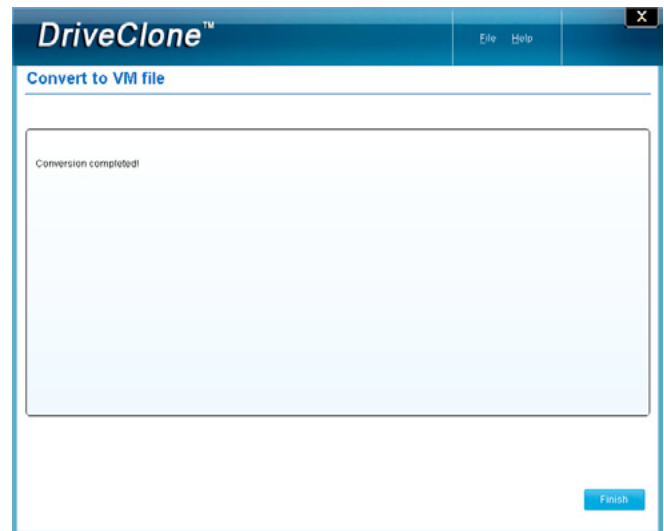 DriveClone™
File Help
X
Convert to VM file
Conversion completed!
Finish